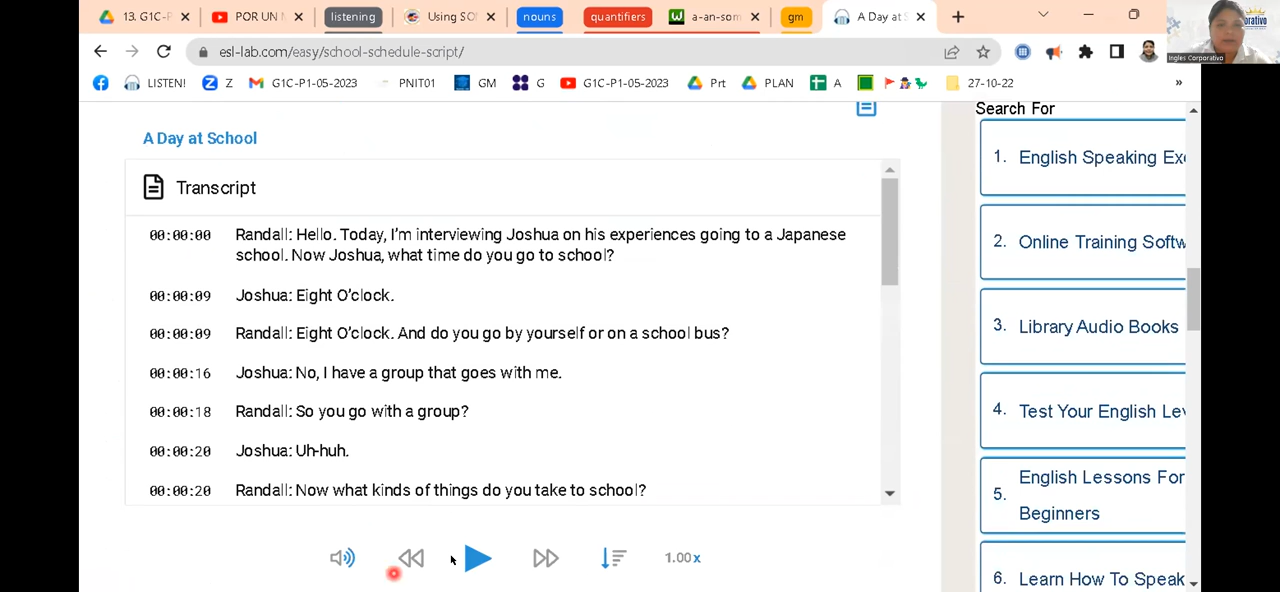 13. G1C-P
POR UN M
listening
Using SO
nouns
quantifiers
a-an-som
gm
A Day at S
esl-lab.com/easy/school-schedule-script/
Ingles Corporativo
LISTEN!
Z
G1C-P1-05-2023
PNIT01
GM
G
G1C-P1-05-2023
Prt
PLAN
A
27-10-22
»
A Day at School
Transcript
00:00:00 Randall: Hello. Today, I'm interviewing Joshua on his experiences going to a Japanese
school. Now Joshua, what time do you go to school?
00:00:09 Joshua: Eight O'clock.
00:00:09 Randall: Eight O'clock. And do you go by yourself or on a school bus?
00:00:16 Joshua: No, I have a group that goes with me.
00:00:18 Randall: So you go with a group?
00:00:20 Joshua: Uh-huh.
00:00:20 Randall: Now what kinds of things do you take to school?
1.00x
Search For
1. English Speaking Exe
2. Online Training Softw
3. Library Audio Books
4. Test Your English Lev
5. English Lessons For
Beginners
6. Learn How To Speak